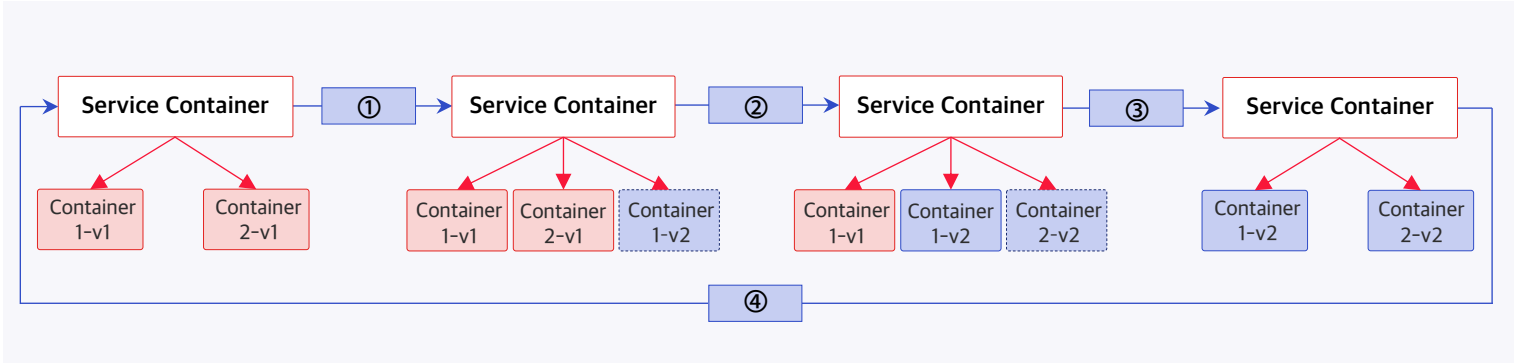 Service Container
①
Service Container
②
Service Container
③
Service Container
Container
1-v1
Container
2-v1
Container
1-v1
Container
2-v1
Container
1-v2
Container
1-v1
Container
1-v2
Container
2-v2
Container
1-v2
Container
2-v2
④